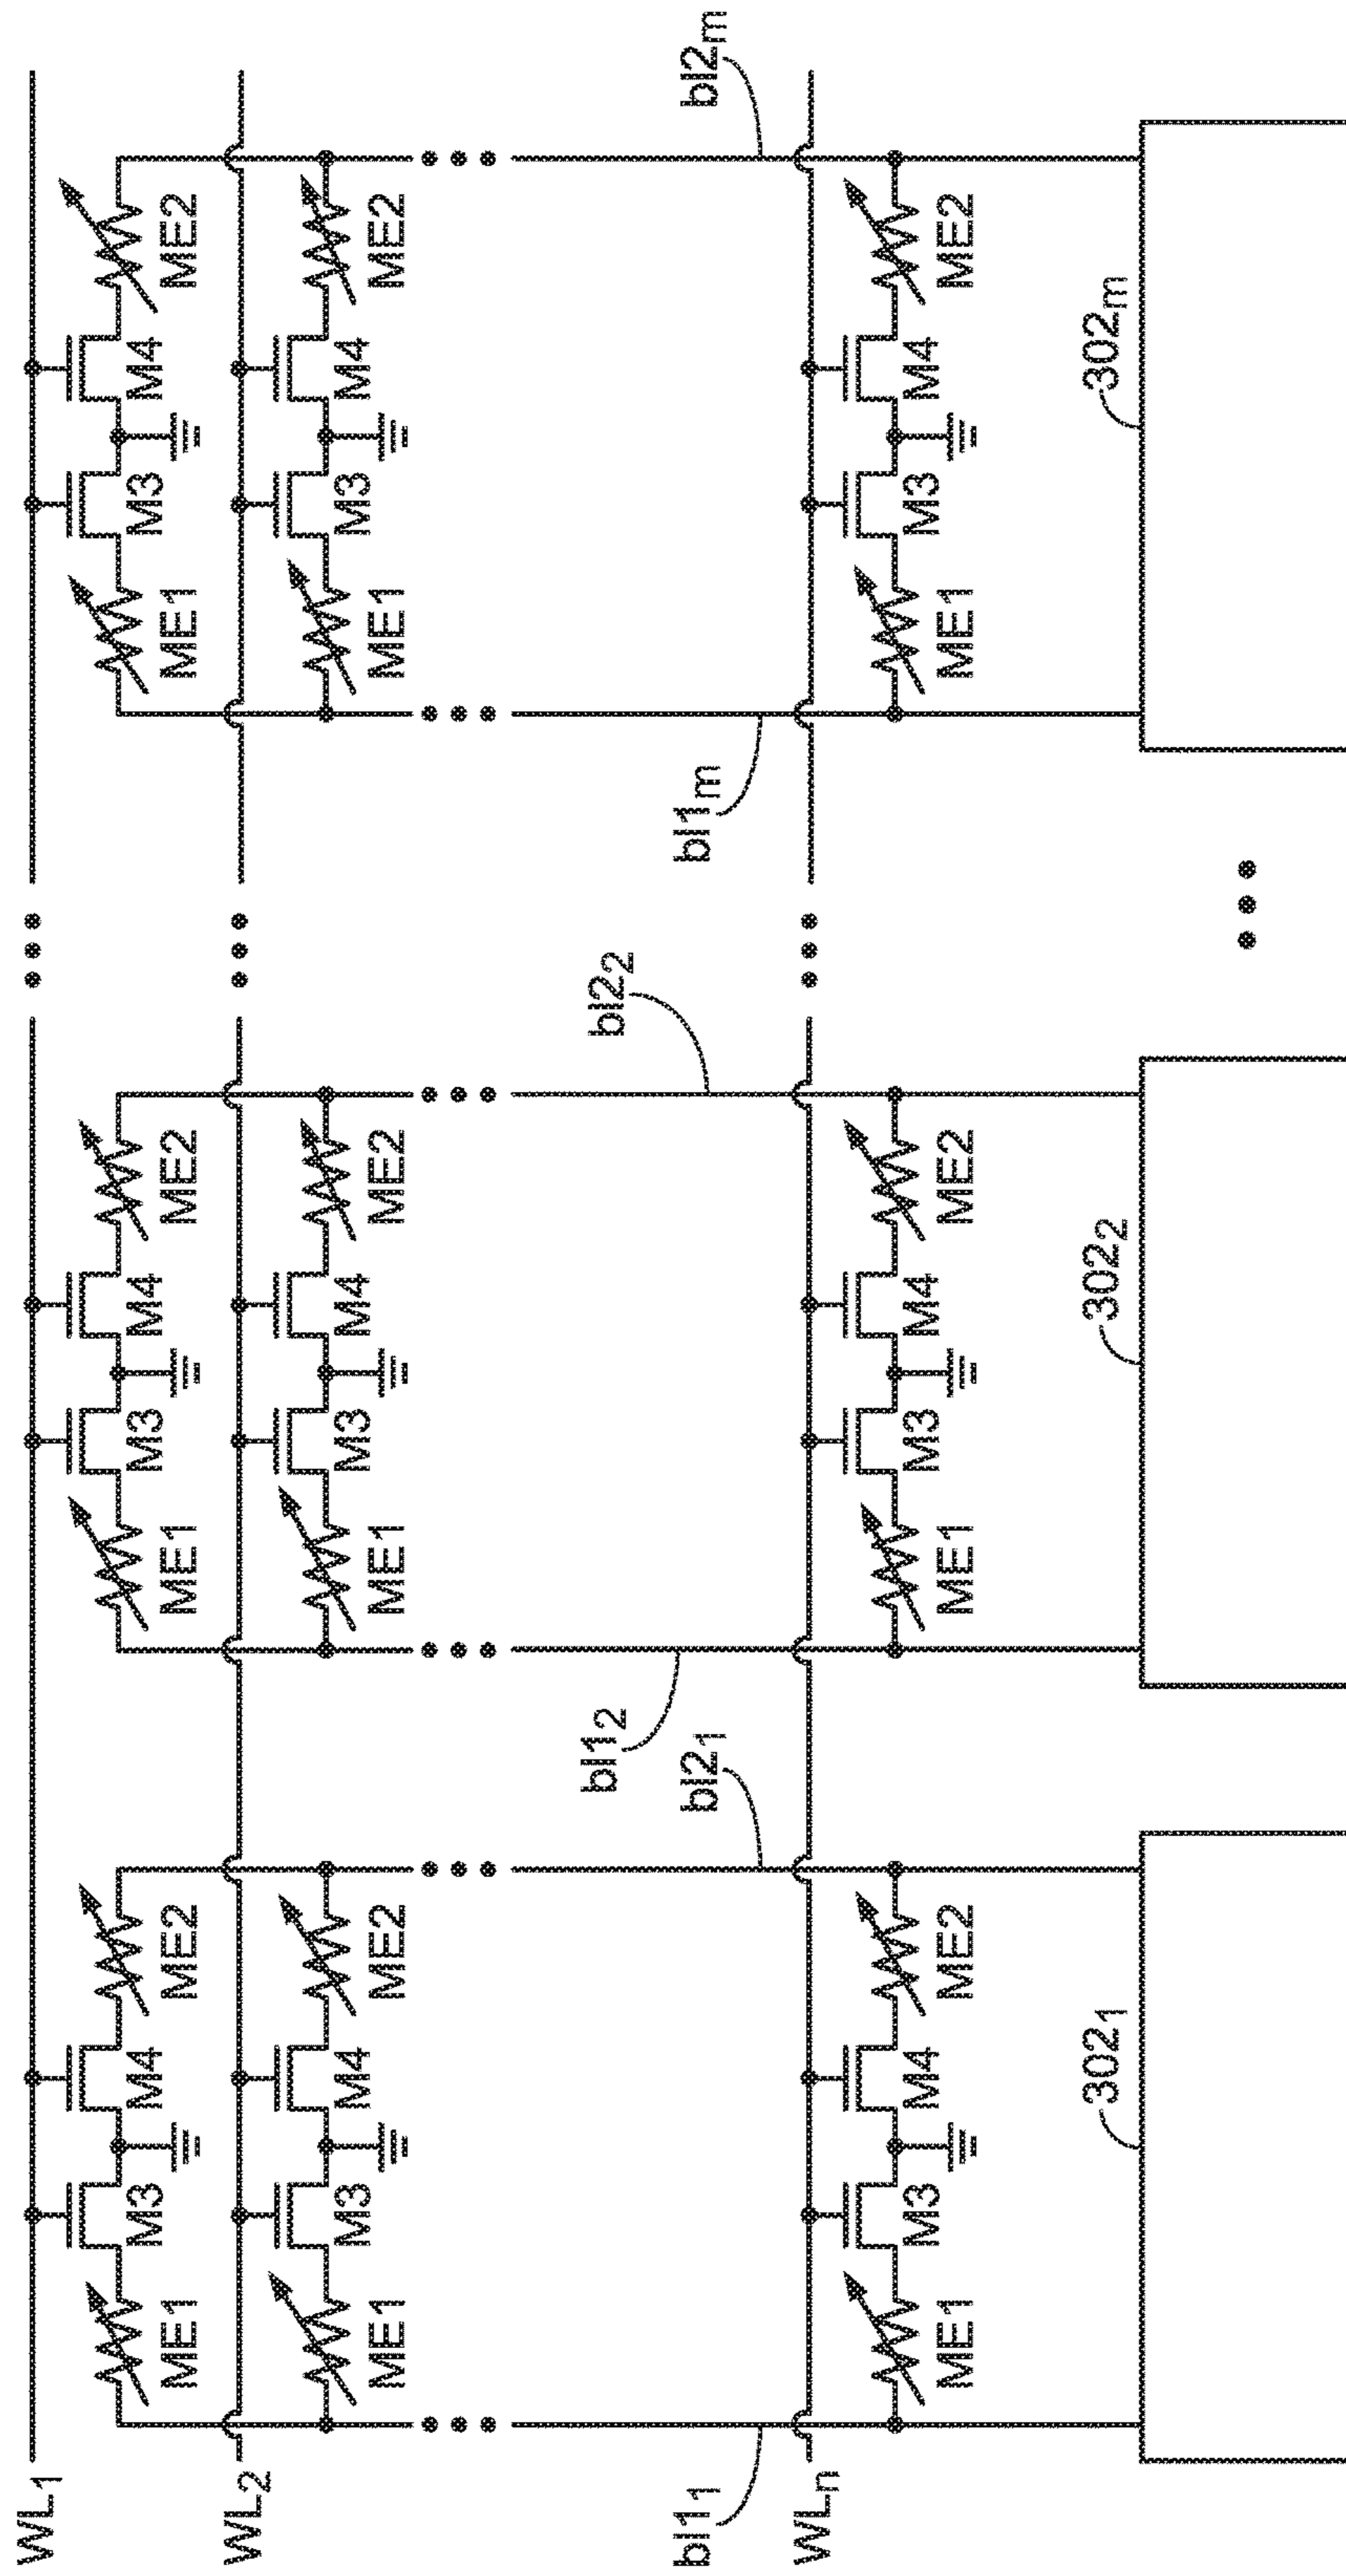 WL1
M3 M4 M3 M4 M3 M4
ME1 ME2 ME1 ME2 ME1 ME2
WL2
M3 M4 M3 M4 M3 M4
ME1 ME2 ME1 ME2 ME1 ME2
bl1₂ bl2₂
bl1₁ bl2₁ bl1m bl2m
WLn
M3 M4 M3 M4 M3 M4
ME1 ME2 ME1 ME2 ME1 ME2
302₁ 302₂ 302m